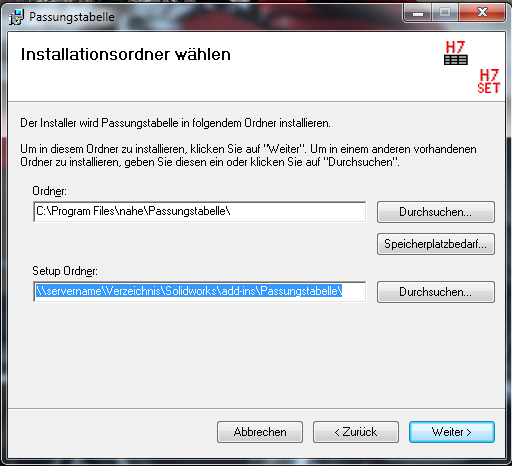 Passungstabelle
Installationsordner wählen
H7
H7
SET
Der Installer wird Passungstabelle in folgendem Ordner installieren.
Um in diesem Ordner zu installieren, klicken Sie auf "Weiter". Um in einem anderen vorhandenen
Ordner zu installieren, geben Sie diesen ein oder klicken Sie auf "Durchsuchen".
Ordner:
C:\Program Files\nahe\Passungstabelle\
Durchsuchen...
Speicherplatzbedarf...
Setup Ordner:
\\servername\Verzeichnis\Solidworks\add-ins\Passungstabelle\
Durchsuchen...
Abbrechen
< Zurück
Weiter >